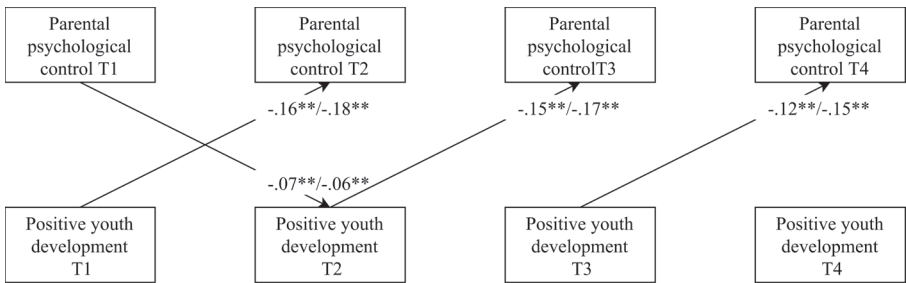 Parental
psychological
control T1
Parental
psychological
control T2
Parental
psychological
controlT3
Parental
psychological
control T4
-.16**/-.18**
-.15**/-.17**
-.12**/-.15**
-.07**/-.06**
Positive youth
development
T1
Positive youth
development
T2
Positive youth
development
T3
Positive youth
development
T4